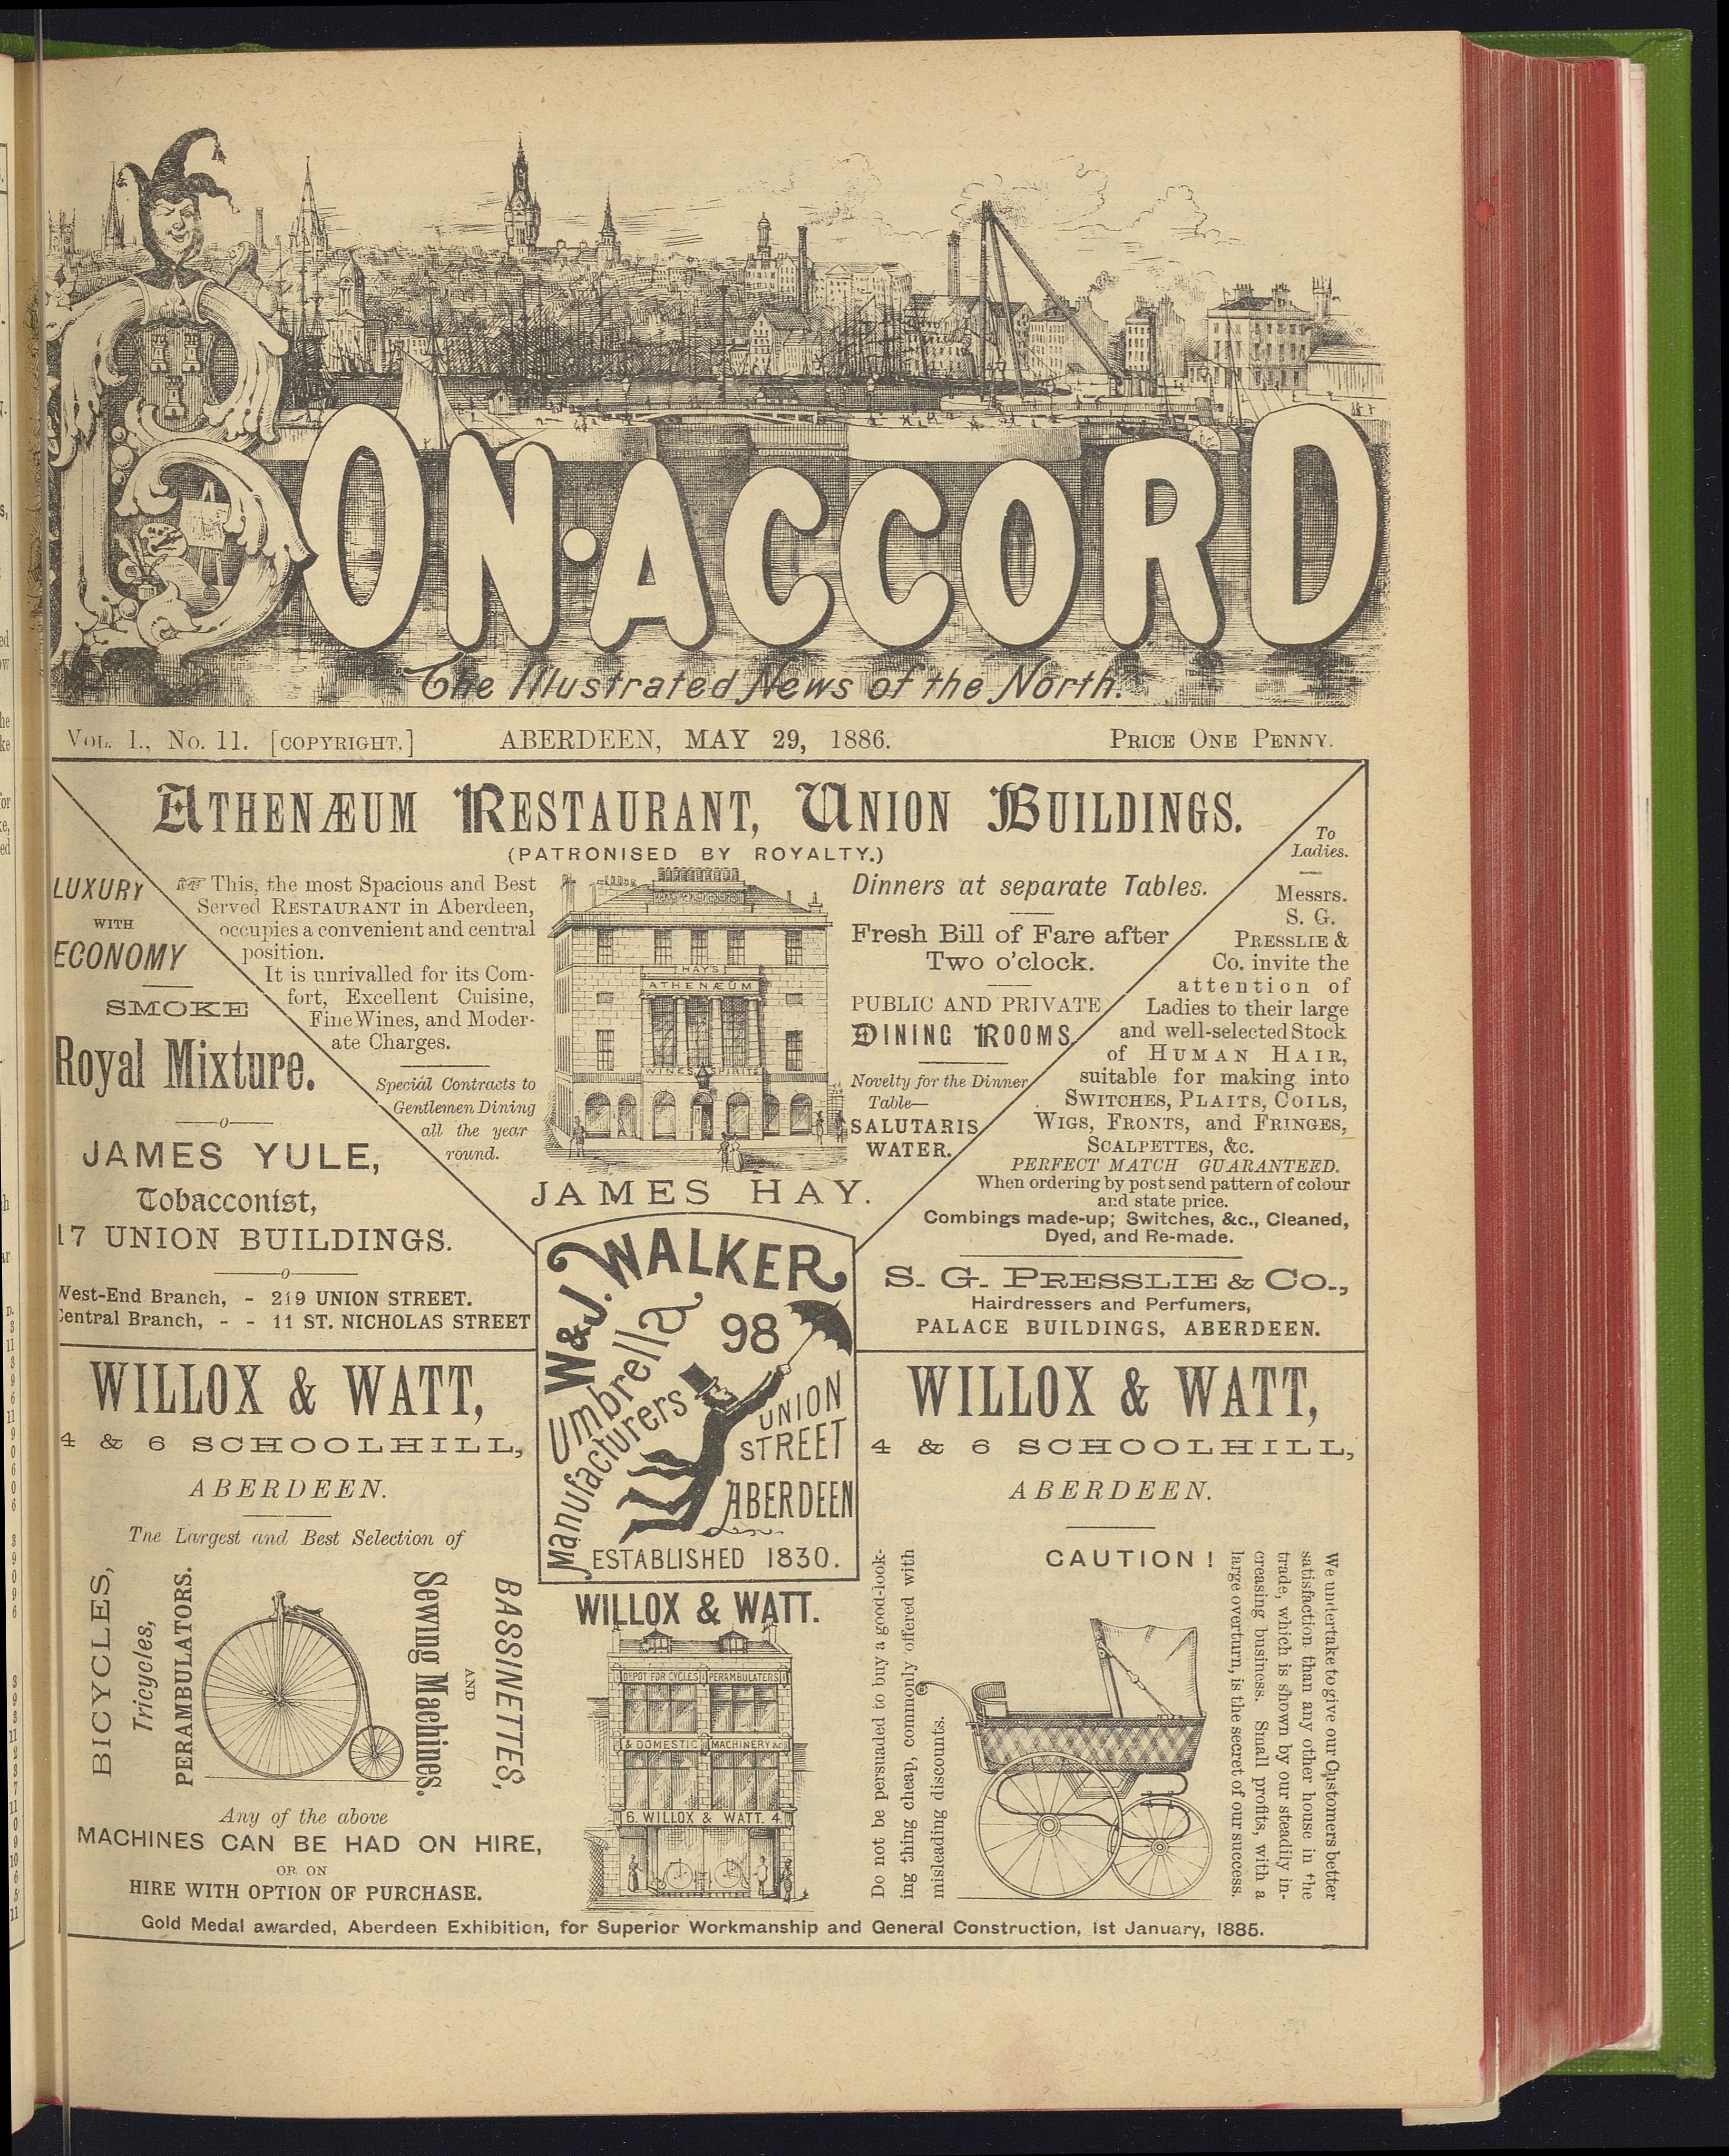 BON·ACCORD
The Illustrated News of the North.
VOL. I., No. 11. [COPYRIGHT.] ABERDEEN, MAY 29, 1886. PRICE ONE PENNY.
ATHENÆUM RESTAURANT, UNION BUILDINGS.
(PATRONISED BY ROYALTY.)
LUXURY
WITH
ECONOMY
SMOKE
Royal Mixture.
JAMES YULE,
Tobacconist,
17 UNION BUILDINGS.
West-End Branch, - 219 UNION STREET.
Central Branch, - - 11 ST. NICHOLAS STREET
☞ This, the most Spacious and Best
Served RESTAURANT in Aberdeen,
occupies a convenient and central
position.
It is unrivalled for its Com-
fort, Excellent Cuisine,
Fine Wines, and Moder-
ate Charges.
Special Contracts to
Gentlemen Dining
all the year
round.
HAY'S
ATHENÆUM
WINES & SPIRITS
JAMES HAY.
Dinners at separate Tables.
Fresh Bill of Fare after
Two o'clock.
PUBLIC AND PRIVATE
DINING ROOMS.
Novelty for the Dinner
Table—
SALUTARIS
WATER.
To
Ladies.
Messrs.
S. G.
PRESSLIE &
Co. invite the
attention of
Ladies to their large
and well-selected Stock
of HUMAN HAIR,
suitable for making into
SWITCHES, PLAITS, COILS,
WIGS, FRONTS, and FRINGES,
SCALPETTES, &c.
PERFECT MATCH GUARANTEED.
When ordering by post send pattern of colour
and state price.
Combings made-up; Switches, &c., Cleaned,
Dyed, and Re-made.
S. G. PRESSLIE & Co.,
Hairdressers and Perfumers,
PALACE BUILDINGS, ABERDEEN.
W & J. WALKER
Umbrella
Manufacturers
98
UNION
STREET
ABERDEEN
ESTABLISHED 1830.
WILLOX & WATT,
4 & 6 SCHOOLHILL,
ABERDEEN.
The Largest and Best Selection of
BICYCLES,
Tricycles,
PERAMBULATORS.
BASSINETTES,
AND
Sewing Machines.
Any of the above
MACHINES CAN BE HAD ON HIRE,
OR ON
HIRE WITH OPTION OF PURCHASE.
WILLOX & WATT.
DEPOT FOR CYCLES PERAMBULATERS
& DOMESTIC MACHINERY &c
6. WILLOX & WATT. 4.
WILLOX & WATT,
4 & 6 SCHOOLHILL,
ABERDEEN.
CAUTION!
Do not be persuaded to buy a good-look-
ing thing cheap, commonly offered with
misleading discounts.
We undertake to give our Customers better
satisfaction than any other house in the
trade, which is shown by our steadily in-
creasing business. Small profits, with a
large overturn, is the secret of our success.
Gold Medal awarded, Aberdeen Exhibition, for Superior Workmanship and General Construction, 1st January, 1885.